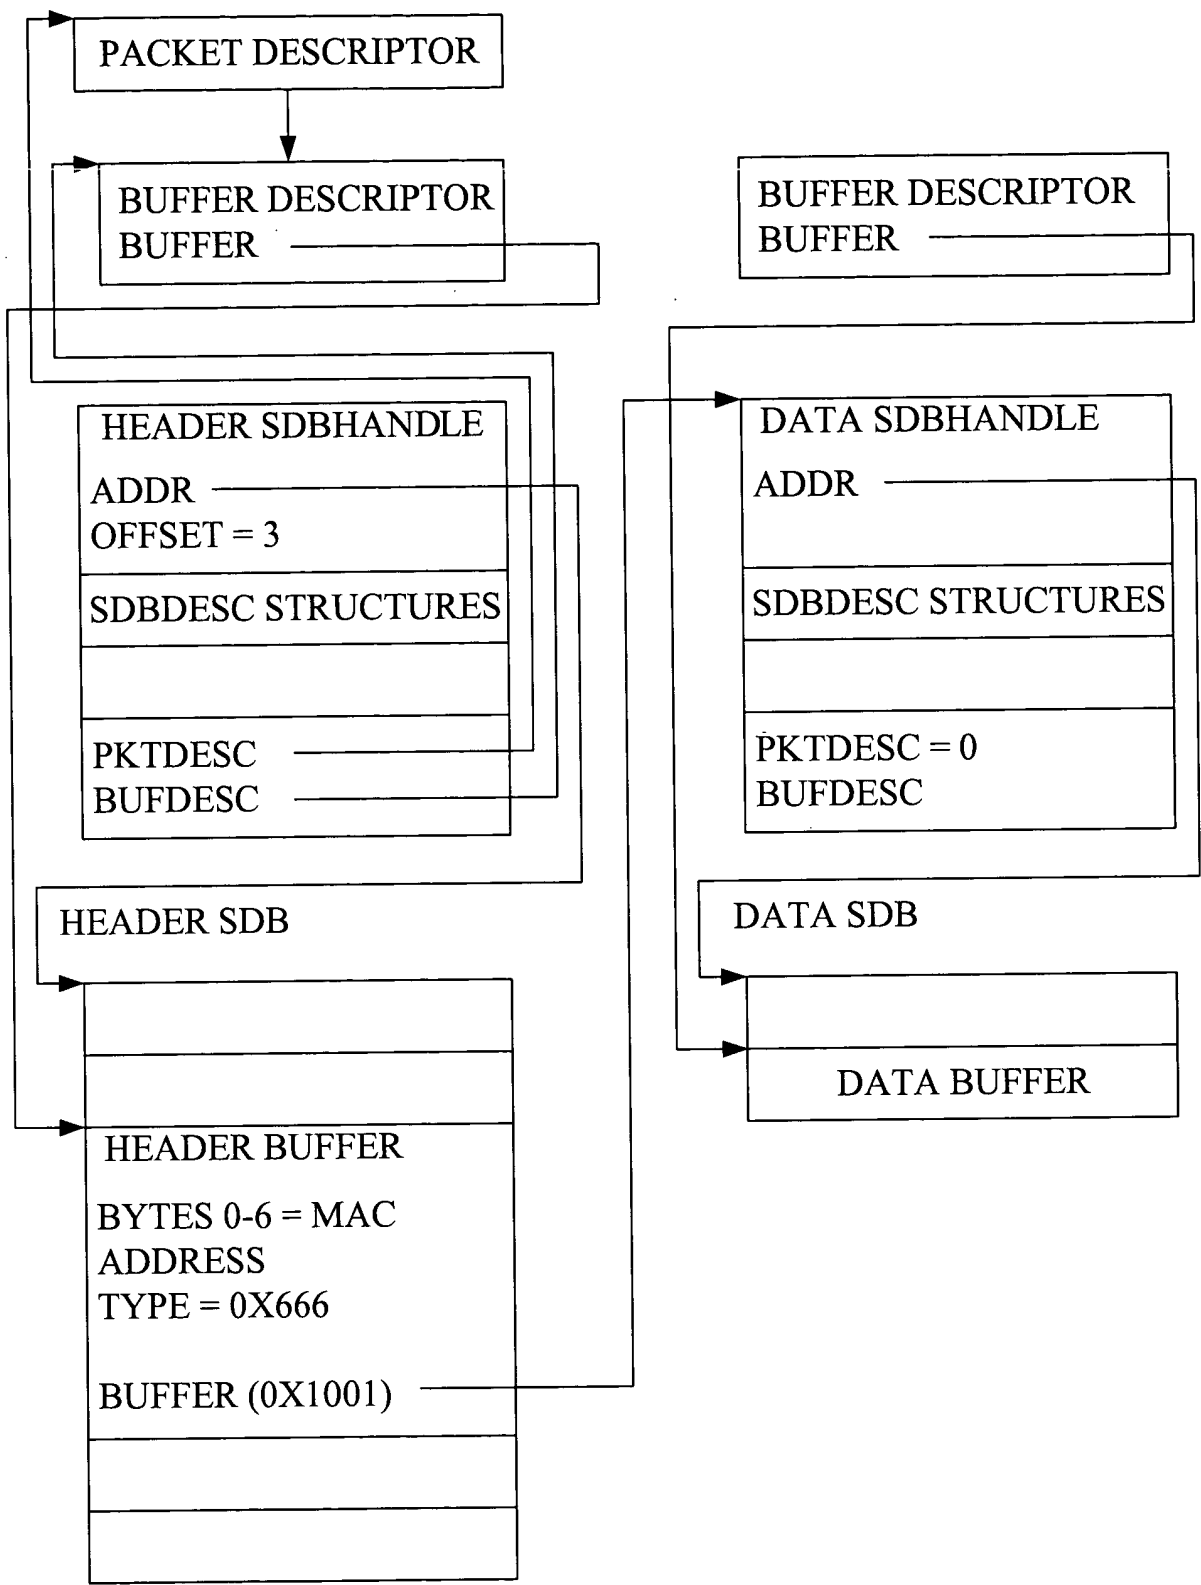 PACKET DESCRIPTOR
BUFFER DESCRIPTOR
BUFFER
BUFFER DESCRIPTOR
BUFFER
HEADER SDBHANDLE
ADDR
OFFSET = 3
SDBDESC STRUCTURES
PKTDESC
BUFDESC
DATA SDBHANDLE
ADDR
SDBDESC STRUCTURES
PKTDESC = 0
BUFDESC
HEADER SDB
HEADER BUFFER
BYTES 0-6 = MAC
ADDRESS
TYPE = 0X666
BUFFER (0X1001)
DATA SDB
DATA BUFFER